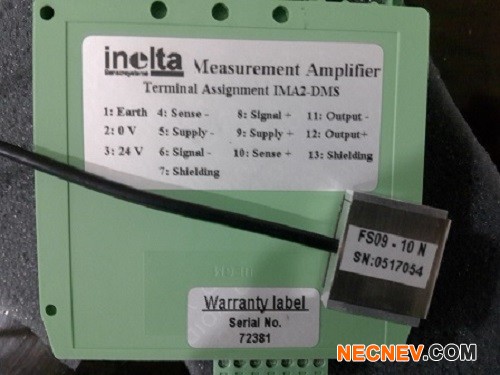 inelta
Sensorsysteme
Measurement Amplifier
Terminal Assignment IMA2-DMS
1: Earth 4: Sense - 8: Signal + 11: Output -
2: 0 V 5: Supply - 9: Supply + 12: Output+
3: 24 V 6: Signal - 10: Sense + 13: Shielding
7: Shielding
FS09 - 10 N
SN:0517054
Warranty label
Serial No.
72381
NECNEV.COM